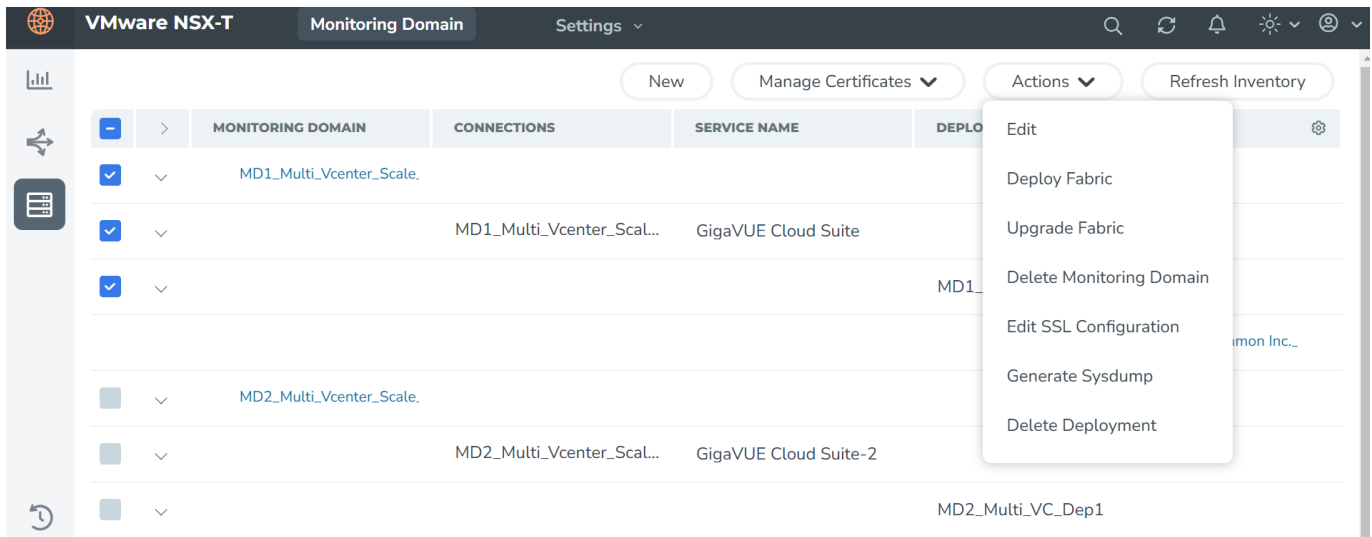 VMware NSX-T Monitoring Domain Settings
New Manage Certificates Actions Refresh Inventory
MONITORING DOMAIN CONNECTIONS SERVICE NAME DEPLO
Edit
MD1_Multi_Vcenter_Scale_
Deploy Fabric
MD1_Multi_Vcenter_Scal... GigaVUE Cloud Suite
Upgrade Fabric
MD1_
Delete Monitoring Domain
Edit SSL Configuration
mon Inc._
Generate Sysdump
MD2_Multi_Vcenter_Scale_
Delete Deployment
MD2_Multi_Vcenter_Scal... GigaVUE Cloud Suite-2
MD2_Multi_VC_Dep1